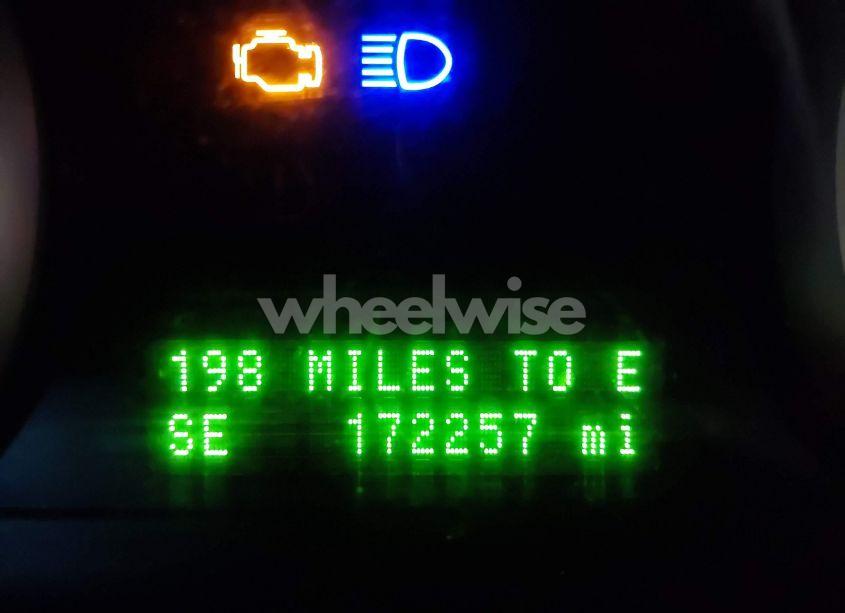 wheelwise
198 MILES TO E
SE 172257 mi